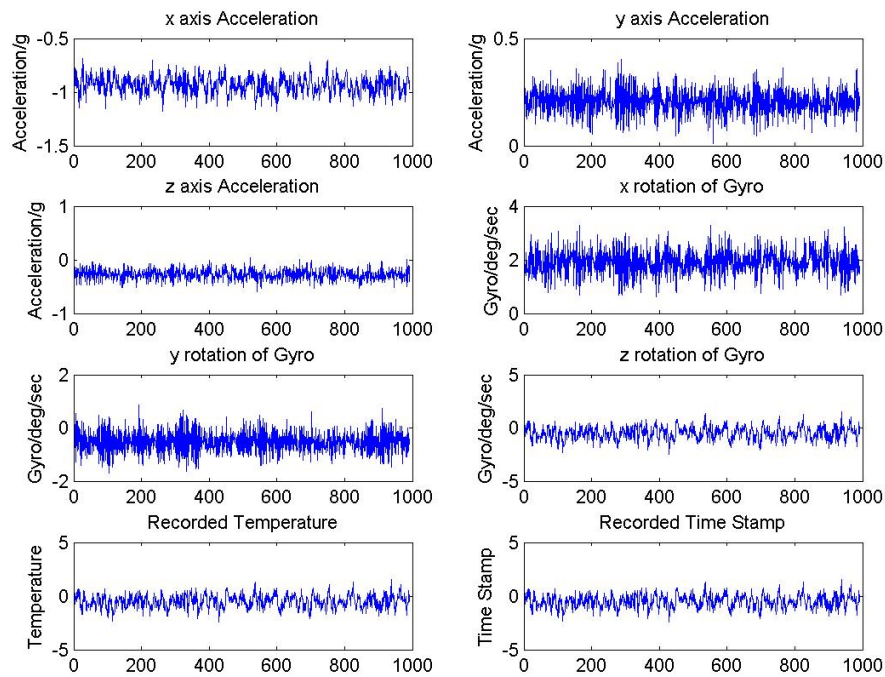 x axis Acceleration
Acceleration/g
-0.5
-1
-1.5
0 200 400 600 800 1000
y axis Acceleration
Acceleration/g
0.5
0
0 200 400 600 800 1000
z axis Acceleration
Acceleration/g
1
0
-1
0 200 400 600 800 1000
x rotation of Gyro
Gyro/deg/sec
4
2
0
0 200 400 600 800 1000
y rotation of Gyro
Gyro/deg/sec
2
0
-2
0 200 400 600 800 1000
z rotation of Gyro
Gyro/deg/sec
5
0
-5
0 200 400 600 800 1000
Recorded Temperature
Temperature
5
0
-5
0 200 400 600 800 1000
Recorded Time Stamp
Time Stamp
5
0
-5
0 200 400 600 800 1000